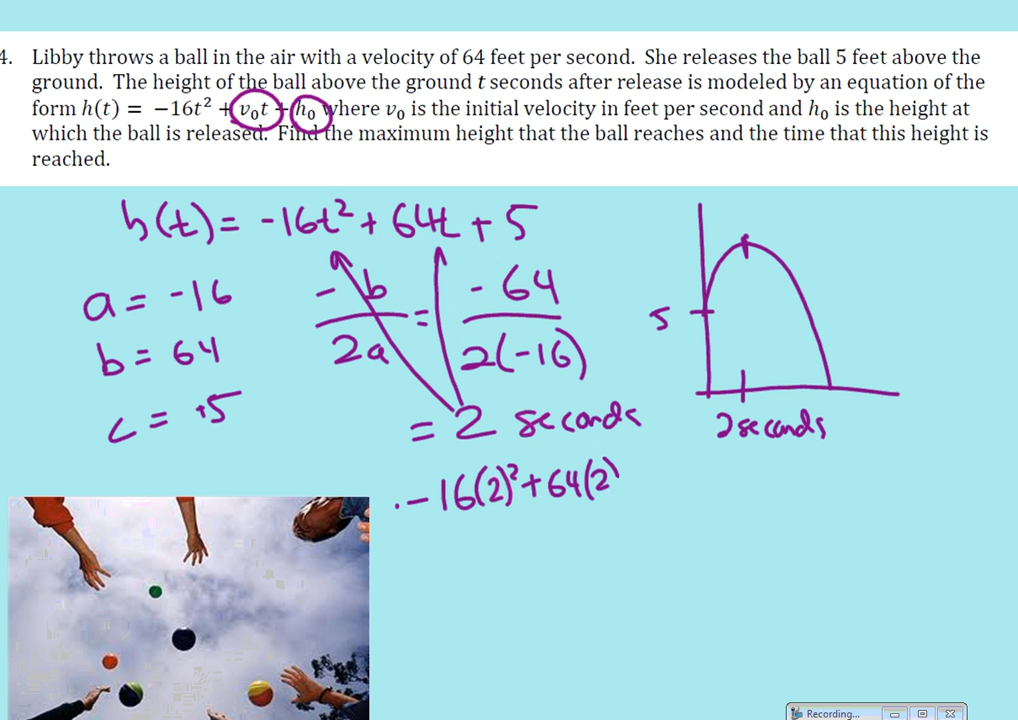 4. Libby throws a ball in the air with a velocity of 64 feet per second. She releases the ball 5 feet above the
ground. The height of the ball above the ground t seconds after release is modeled by an equation of the
form h(t) = −16t² + v₀t + h₀ where v₀ is the initial velocity in feet per second and h₀ is the height at
which the ball is released. Find the maximum height that the ball reaches and the time that this height is
reached.
h(t) = -16t² + 64t + 5
a = -16
b = 64
c = +5
-b/2a = -64/2(-16)
= 2 seconds
-16(2)² + 64(2)
5
2 seconds
Recording...